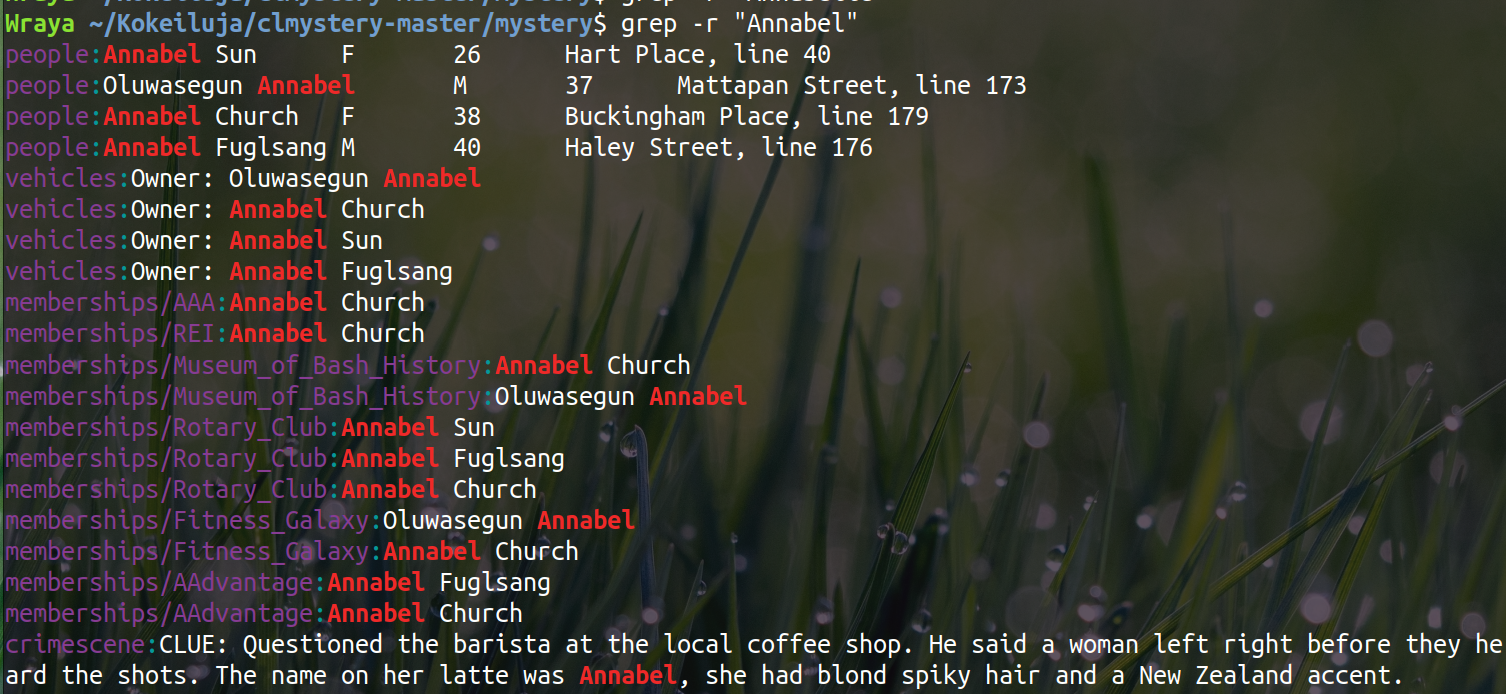 Wraya ~/Kokeiluja/clmystery-master/mystery$ grep -r "Annabel"
people:Annabel Sun F 26 Hart Place, line 40
people:Oluwasegun Annabel M 37 Mattapan Street, line 173
people:Annabel Church F 38 Buckingham Place, line 179
people:Annabel Fuglsang M 40 Haley Street, line 176
vehicles:Owner: Oluwasegun Annabel
vehicles:Owner: Annabel Church
vehicles:Owner: Annabel Sun
vehicles:Owner: Annabel Fuglsang
memberships/AAA:Annabel Church
memberships/REI:Annabel Church
memberships/Museum_of_Bash_History:Annabel Church
memberships/Museum_of_Bash_History:Oluwasegun Annabel
memberships/Rotary_Club:Annabel Sun
memberships/Rotary_Club:Annabel Fuglsang
memberships/Rotary_Club:Annabel Church
memberships/Fitness_Galaxy:Oluwasegun Annabel
memberships/Fitness_Galaxy:Annabel Church
memberships/AAdvantage:Annabel Fuglsang
memberships/AAdvantage:Annabel Church
crimescene:CLUE: Questioned the barista at the local coffee shop. He said a woman left right before they he
ard the shots. The name on her latte was Annabel, she had blond spiky hair and a New Zealand accent.